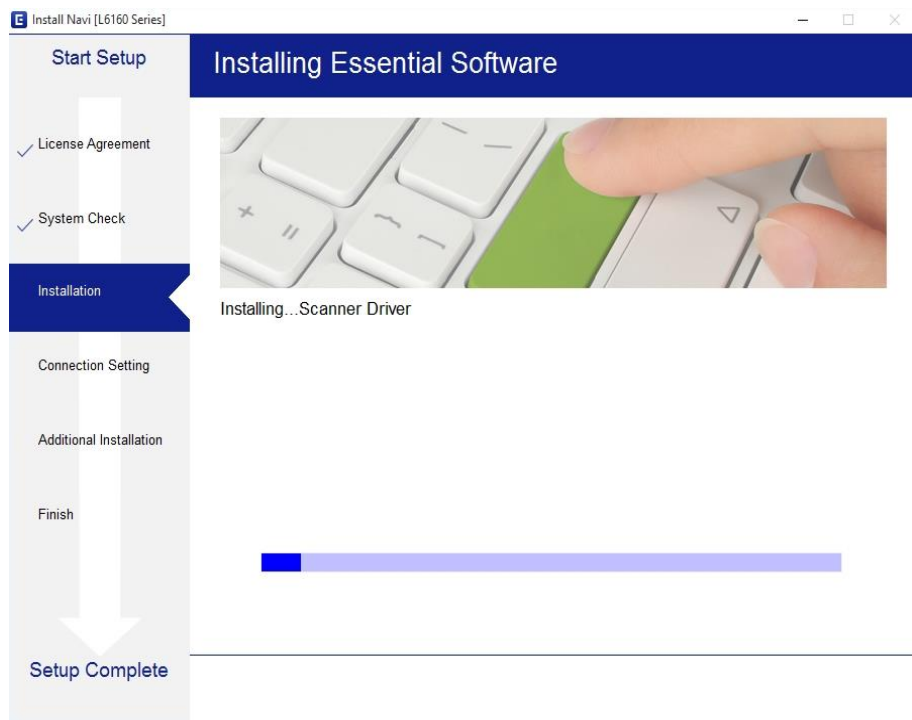 Install Navi [L6160 Series]
Start Setup
License Agreement
System Check
Installation
Connection Setting
Additional Installation
Finish
Setup Complete
Installing Essential Software
Installing...Scanner Driver